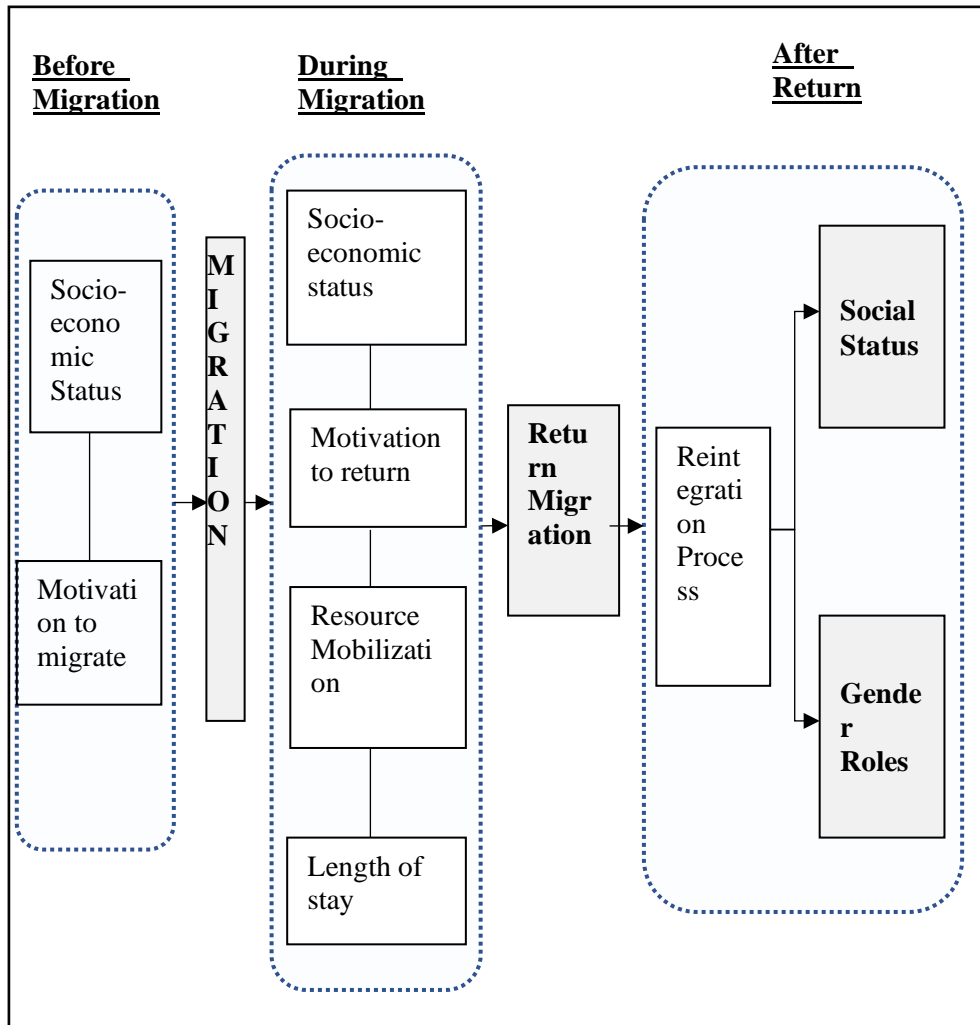 Before
Migration
During
Migration
After
Return
Socio-
econo
mic
Status
Motivati
on to
migrate
M
I
G
R
A
T
I
O
N
Socio-
economic
status
Motivation
to return
Resource
Mobilizati
on
Length of
stay
Retu
rn
Migr
ation
Reint
egrati
on
Proce
ss
Social
Status
Gende
r
Roles